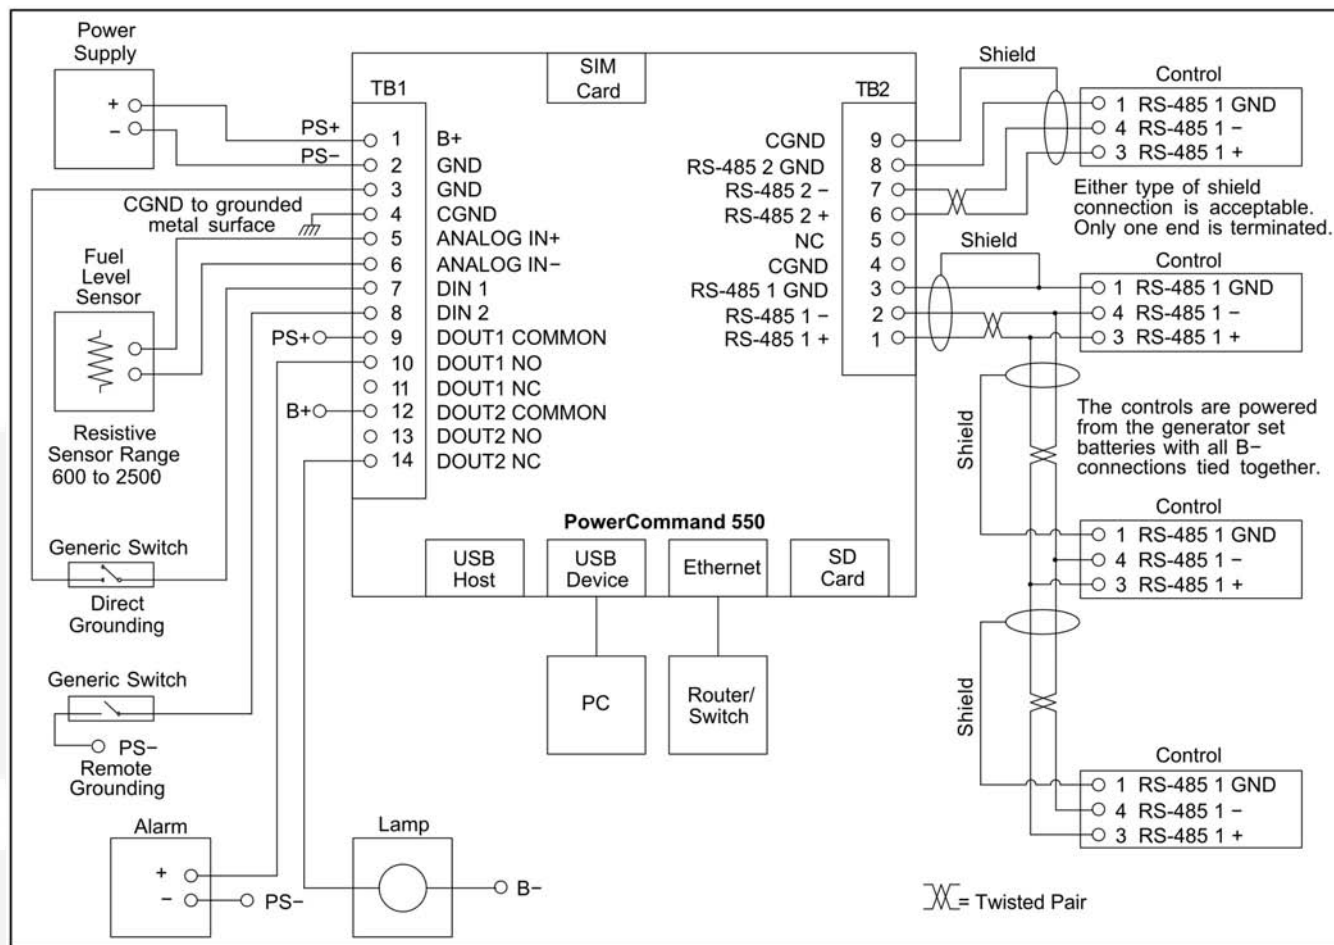 Power
Supply
+
−
PS+
PS−
CGND to grounded
metal surface
Fuel
Level
Sensor
Resistive
Sensor Range
600 to 2500
PS+
B+
Generic Switch
Direct
Grounding
Generic Switch
PS−
Remote
Grounding
Alarm
+
−
PS−
Lamp
B−
SIM
Card
TB1
1 B+
2 GND
3 GND
4 CGND
5 ANALOG IN+
6 ANALOG IN−
7 DIN 1
8 DIN 2
9 DOUT1 COMMON
10 DOUT1 NO
11 DOUT1 NC
12 DOUT2 COMMON
13 DOUT2 NO
14 DOUT2 NC
TB2
CGND 9
RS-485 2 GND 8
RS-485 2 − 7
RS-485 2 + 6
NC 5
CGND 4
RS-485 1 GND 3
RS-485 1 − 2
RS-485 1 + 1
PowerCommand 550
USB
Host
USB
Device
Ethernet
SD
Card
PC
Router/
Switch
Shield
Control
1 RS-485 1 GND
4 RS-485 1 −
3 RS-485 1 +
Either type of shield
connection is acceptable.
Only one end is terminated.
Shield
Control
1 RS-485 1 GND
4 RS-485 1 −
3 RS-485 1 +
The controls are powered
from the generator set
batteries with all B−
connections tied together.
Shield
Control
1 RS-485 1 GND
4 RS-485 1 −
3 RS-485 1 +
Shield
Control
1 RS-485 1 GND
4 RS-485 1 −
3 RS-485 1 +
= Twisted Pair